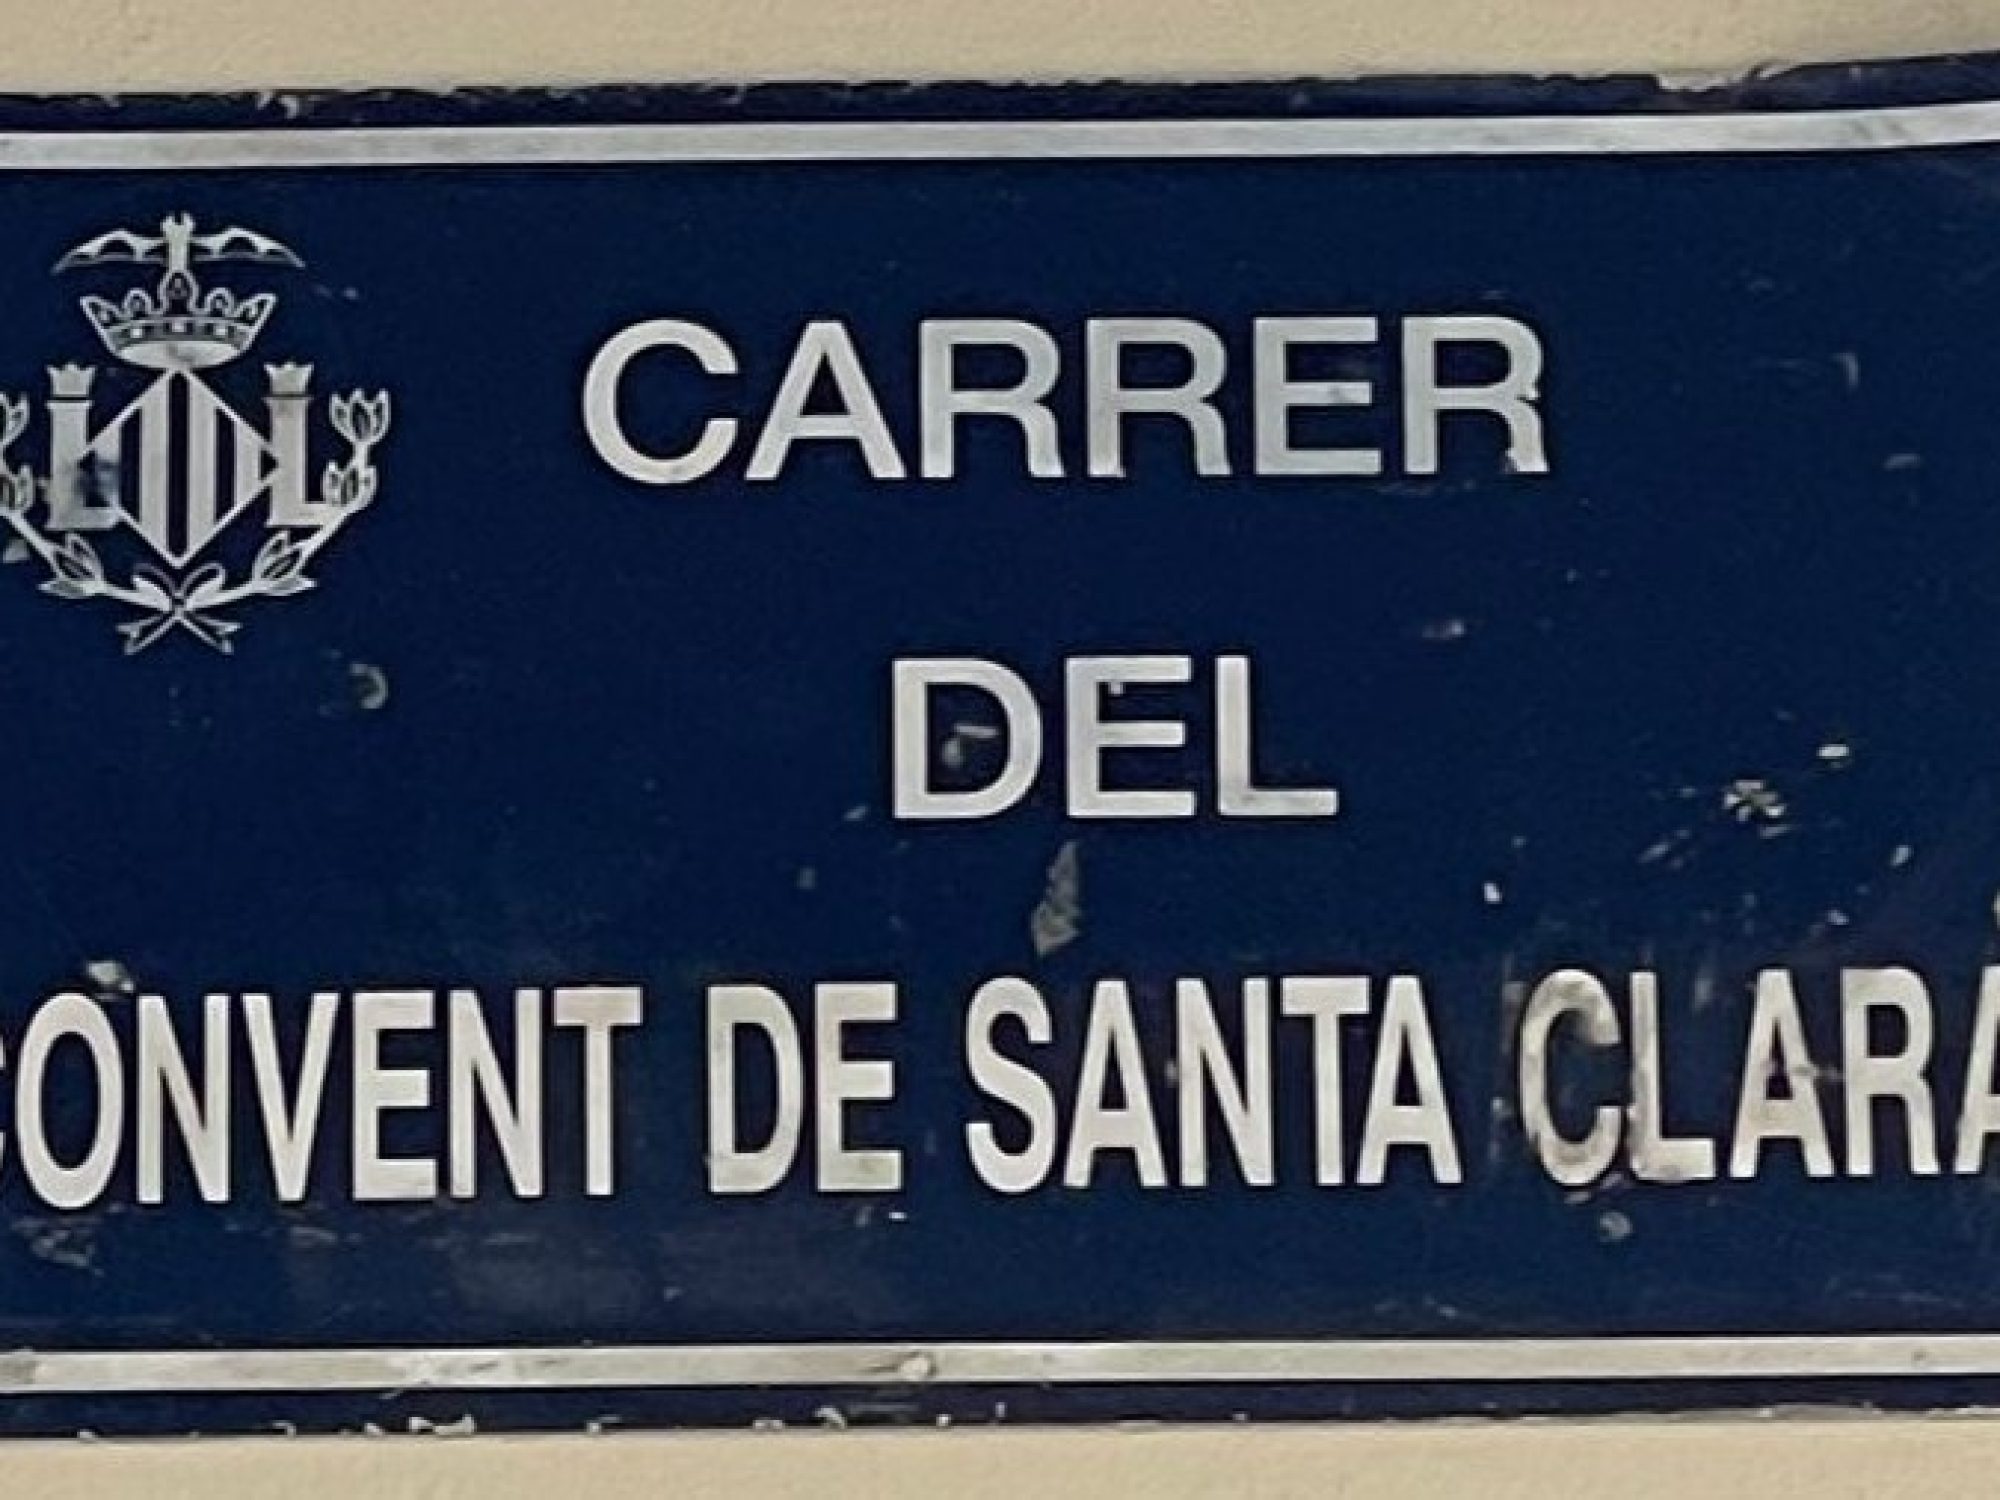 CARRER
DEL
CONVENT DE SANTA CLARA